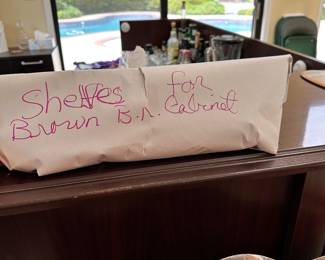 Shelves for
Brown B.r. Cabinet